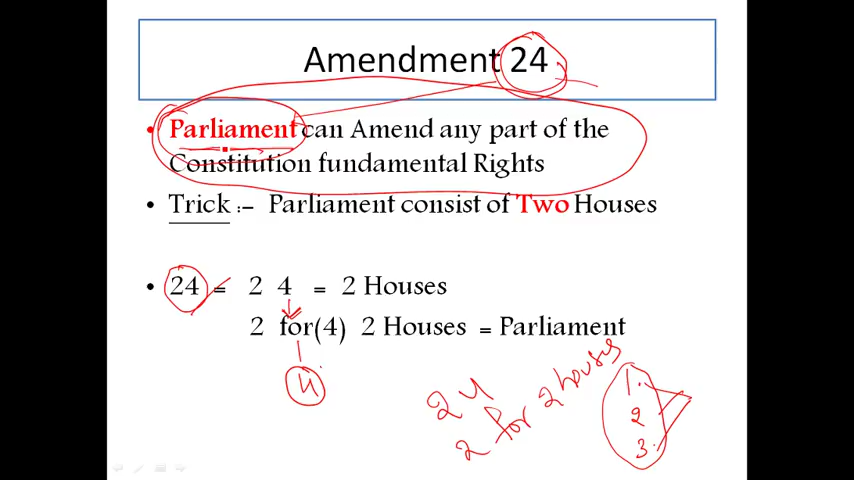 Amendment 24
• Parliament can Amend any part of the
Constitution fundamental Rights
• Trick :- Parliament consist of Two Houses
• 24 = 2 4 = 2 Houses
2 for(4) 2 Houses = Parliament
4
24
2 for 2 houses
1.
2
3.